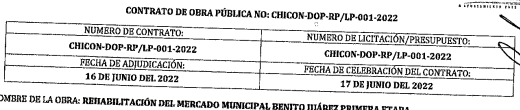 CONTRATO DE OBRA PÚBLICA NO: CHICON-DOP-RP/LP-001-2022
NUMERO DE CONTRATO: NUMERO DE LICITACIÓN/PRESUPUESTO:
CHICON-DOP-RP/LP-001-2022 CHICON-DOP-RP/LP-001-2022
FECHA DE ADJUDICACIÓN: FECHA DE CELEBRACIÓN DEL CONTRATO:
16 DE JUNIO DEL 2022 17 DE JUNIO DEL 2022
OMBRE DE LA OBRA: REHABILITACIÓN DEL MERCADO MUNICIPAL BENITO JUÁREZ PRIMERA ETAPA